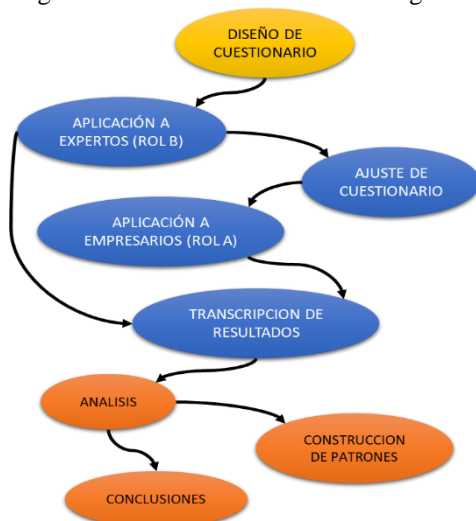 DISEÑO DE
CUESTIONARIO
APLICACIÓN A
EXPERTOS (ROL B)
AJUSTE DE
CUESTIONARIO
APLICACIÓN A
EMPRESARIOS (ROL A)
TRANSCRIPCION DE
RESULTADOS
ANALISIS
CONSTRUCCION
DE PATRONES
CONCLUSIONES